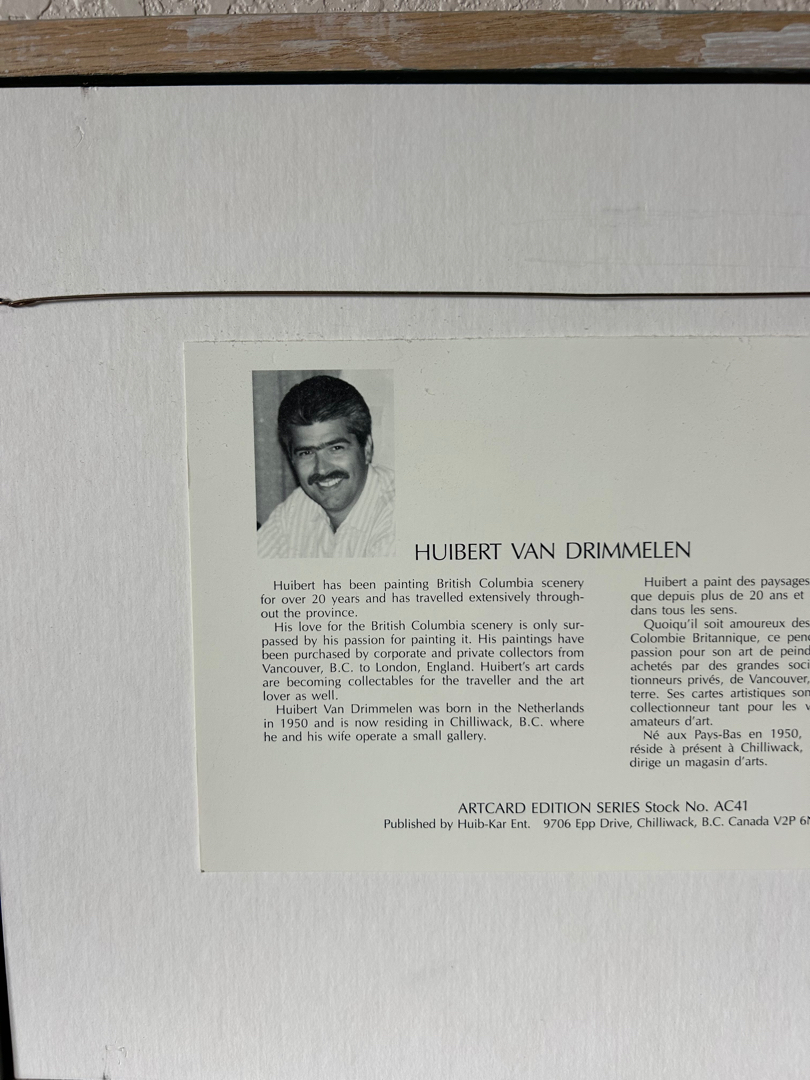 HUIBERT VAN DRIMMELEN
Huibert has been painting British Columbia scenery
for over 20 years and has travelled extensively through-
out the province.
His love for the British Columbia scenery is only sur-
passed by his passion for painting it. His paintings have
been purchased by corporate and private collectors from
Vancouver, B.C. to London, England. Huibert's art cards
are becoming collectables for the traveller and the art
lover as well.
Huibert Van Drimmelen was born in the Netherlands
in 1950 and is now residing in Chilliwack, B.C. where
he and his wife operate a small gallery.
Huibert a paint des paysages
que depuis plus de 20 ans et
dans tous les sens.
Quoiqu'il soit amoureux des
Colombie Britannique, ce
passion pour son art de
achetés par des grandes
tionneurs privés, de Vancouver,
terre. Ses cartes artistiques
collectionneur tant pour les
amateurs d'art.
Né aux Pays-Bas en 1950,
réside à présent à Chilliwack,
dirige un magasin d'arts.
ARTCARD EDITION SERIES Stock No. AC41
Published by Huib-Kar Ent. 9706 Epp Drive, Chilliwack, B.C. Canada V2P